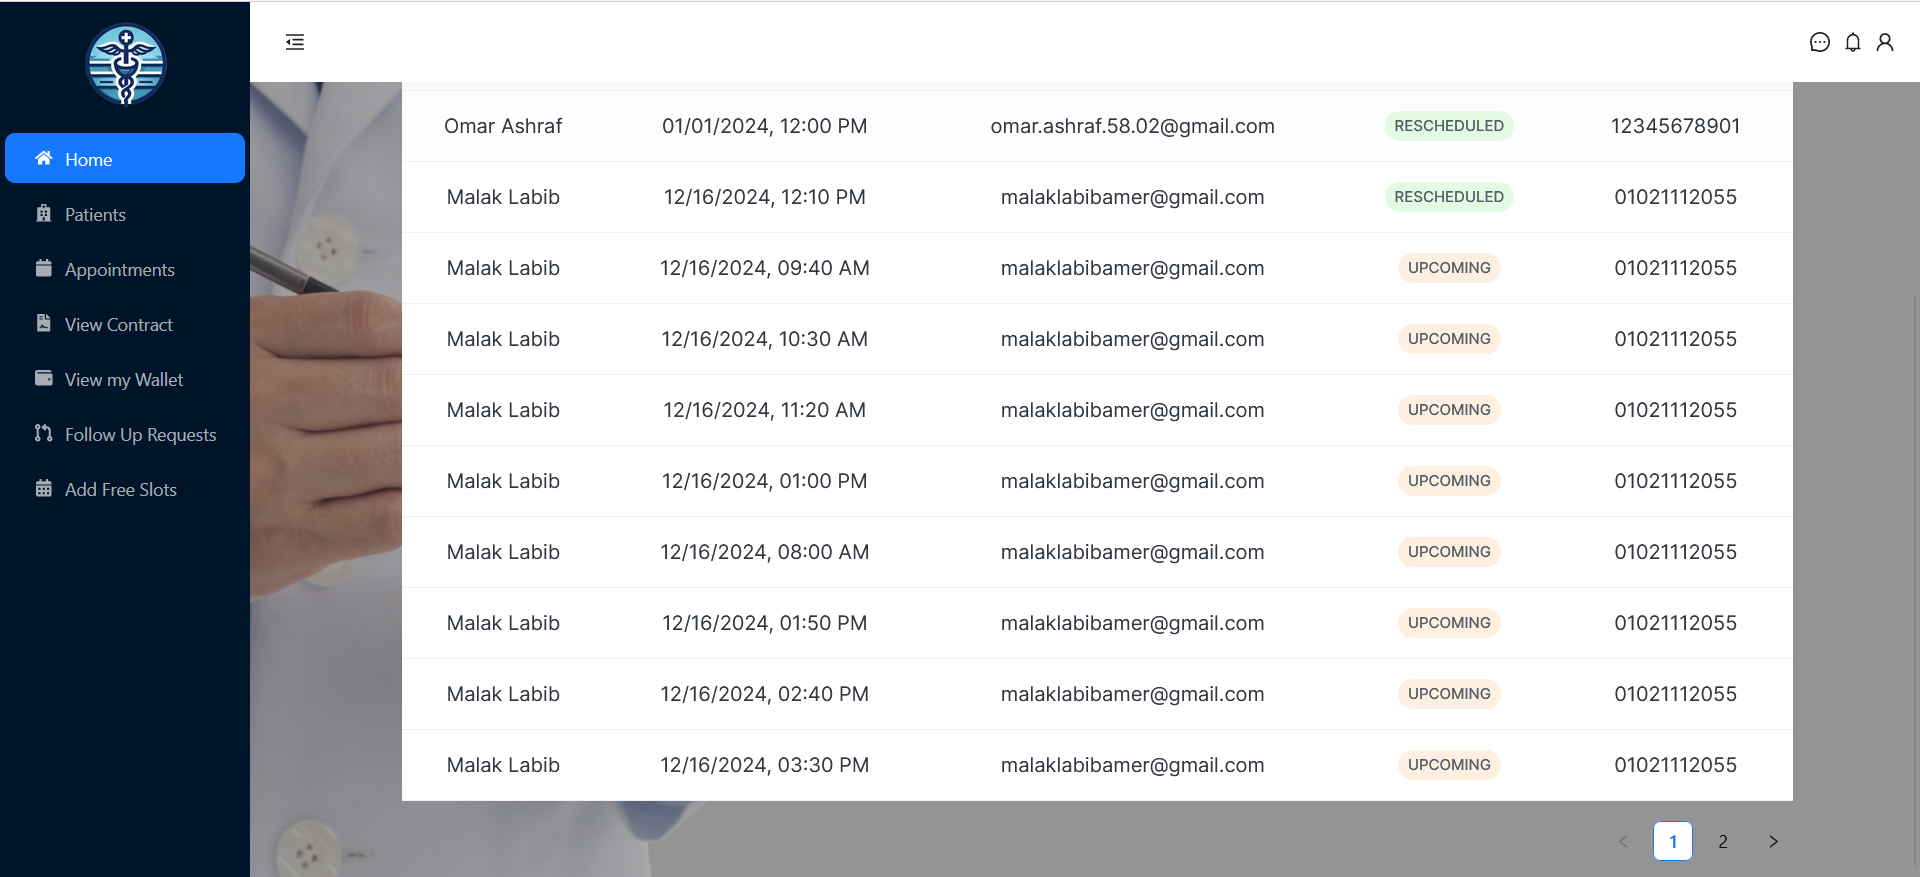 Home
Patients
Appointments
View Contract
View my Wallet
Follow Up Requests
Add Free Slots
Omar Ashraf 01/01/2024, 12:00 PM omar.ashraf.58.02@gmail.com RESCHEDULED 12345678901
Malak Labib 12/16/2024, 12:10 PM malaklabibamer@gmail.com RESCHEDULED 01021112055
Malak Labib 12/16/2024, 09:40 AM malaklabibamer@gmail.com UPCOMING 01021112055
Malak Labib 12/16/2024, 10:30 AM malaklabibamer@gmail.com UPCOMING 01021112055
Malak Labib 12/16/2024, 11:20 AM malaklabibamer@gmail.com UPCOMING 01021112055
Malak Labib 12/16/2024, 01:00 PM malaklabibamer@gmail.com UPCOMING 01021112055
Malak Labib 12/16/2024, 08:00 AM malaklabibamer@gmail.com UPCOMING 01021112055
Malak Labib 12/16/2024, 01:50 PM malaklabibamer@gmail.com UPCOMING 01021112055
Malak Labib 12/16/2024, 02:40 PM malaklabibamer@gmail.com UPCOMING 01021112055
Malak Labib 12/16/2024, 03:30 PM malaklabibamer@gmail.com UPCOMING 01021112055
1 2